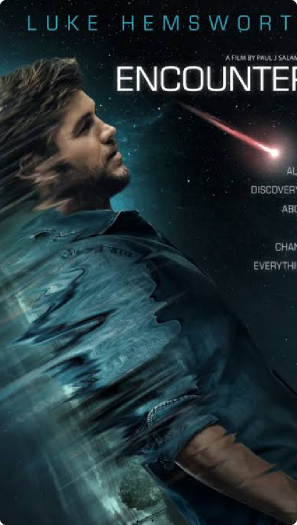 LUKE HEMSWORT
A FILM BY PAUL J SALAM
ENCOUNTER
AL
DISCOVERY
ABO
CHAN
EVERYTHI